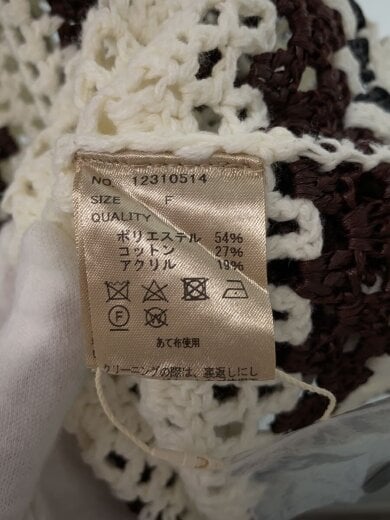 NO. 12310514
SIZE F
QUALITY
ポリエステル 54%
コットン 27%
アクリル 19%
F
W
あて布使用
クリーニングの際は、裏返しにし